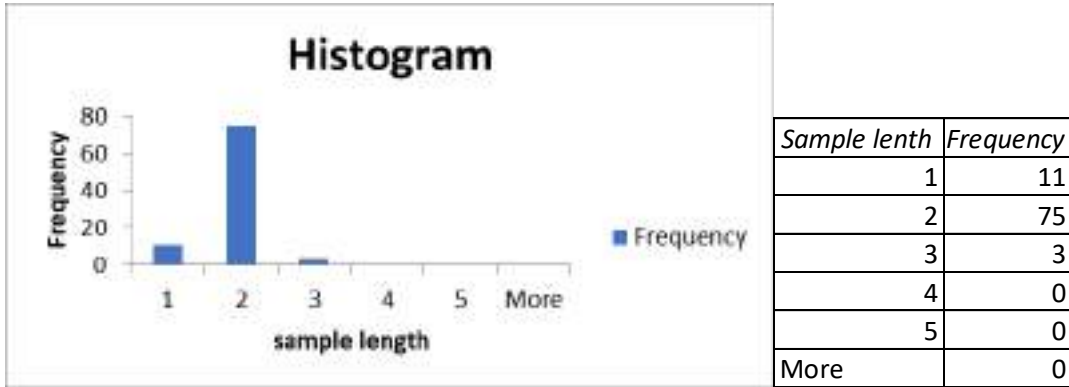 Histogram
Frequency
80
60
40
20
0
1 2 3 4 5 More
sample length
Frequency
Sample lenth Frequency
1 11
2 75
3 3
4 0
5 0
More 0